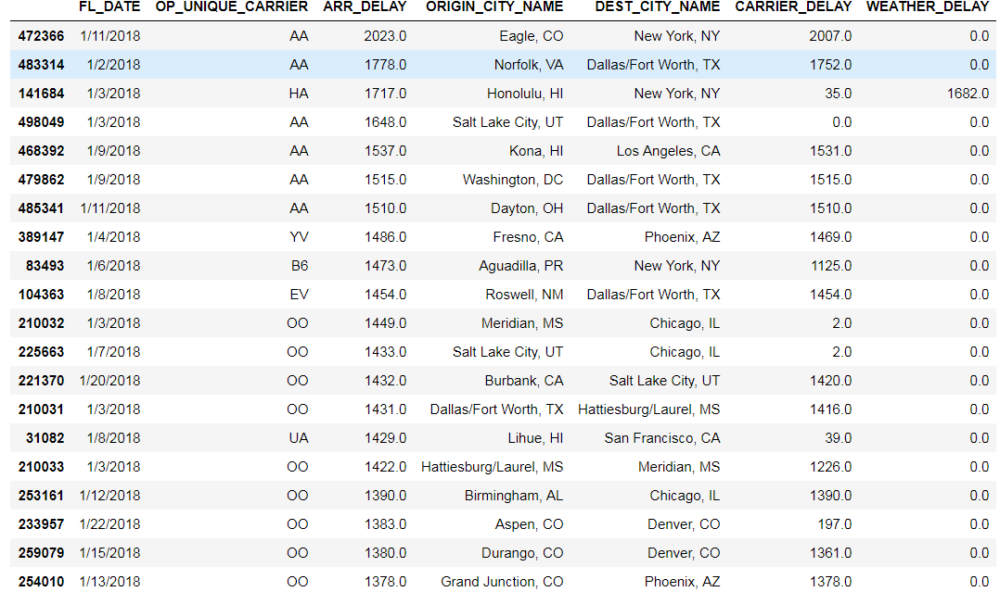 FL_DATE OP_UNIQUE_CARRIER ARR_DELAY ORIGIN_CITY_NAME DEST_CITY_NAME CARRIER_DELAY WEATHER_DELAY
472366 1/11/2018 AA 2023.0 Eagle, CO New York, NY 2007.0 0.0
483314 1/2/2018 AA 1778.0 Norfolk, VA Dallas/Fort Worth, TX 1752.0 0.0
141684 1/3/2018 HA 1717.0 Honolulu, HI New York, NY 35.0 1682.0
498049 1/3/2018 AA 1648.0 Salt Lake City, UT Dallas/Fort Worth, TX 0.0 0.0
468392 1/9/2018 AA 1537.0 Kona, HI Los Angeles, CA 1531.0 0.0
479862 1/9/2018 AA 1515.0 Washington, DC Dallas/Fort Worth, TX 1515.0 0.0
485341 1/11/2018 AA 1510.0 Dayton, OH Dallas/Fort Worth, TX 1510.0 0.0
389147 1/4/2018 YV 1486.0 Fresno, CA Phoenix, AZ 1469.0 0.0
83493 1/6/2018 B6 1473.0 Aguadilla, PR New York, NY 1125.0 0.0
104363 1/8/2018 EV 1454.0 Roswell, NM Dallas/Fort Worth, TX 1454.0 0.0
210032 1/3/2018 OO 1449.0 Meridian, MS Chicago, IL 2.0 0.0
225663 1/7/2018 OO 1433.0 Salt Lake City, UT Chicago, IL 2.0 0.0
221370 1/20/2018 OO 1432.0 Burbank, CA Salt Lake City, UT 1420.0 0.0
210031 1/3/2018 OO 1431.0 Dallas/Fort Worth, TX Hattiesburg/Laurel, MS 1416.0 0.0
31082 1/8/2018 UA 1429.0 Lihue, HI San Francisco, CA 39.0 0.0
210033 1/3/2018 OO 1422.0 Hattiesburg/Laurel, MS Meridian, MS 1226.0 0.0
253161 1/12/2018 OO 1390.0 Birmingham, AL Chicago, IL 1390.0 0.0
233957 1/22/2018 OO 1383.0 Aspen, CO Denver, CO 197.0 0.0
259079 1/15/2018 OO 1380.0 Durango, CO Denver, CO 1361.0 0.0
254010 1/13/2018 OO 1378.0 Grand Junction, CO Phoenix, AZ 1378.0 0.0